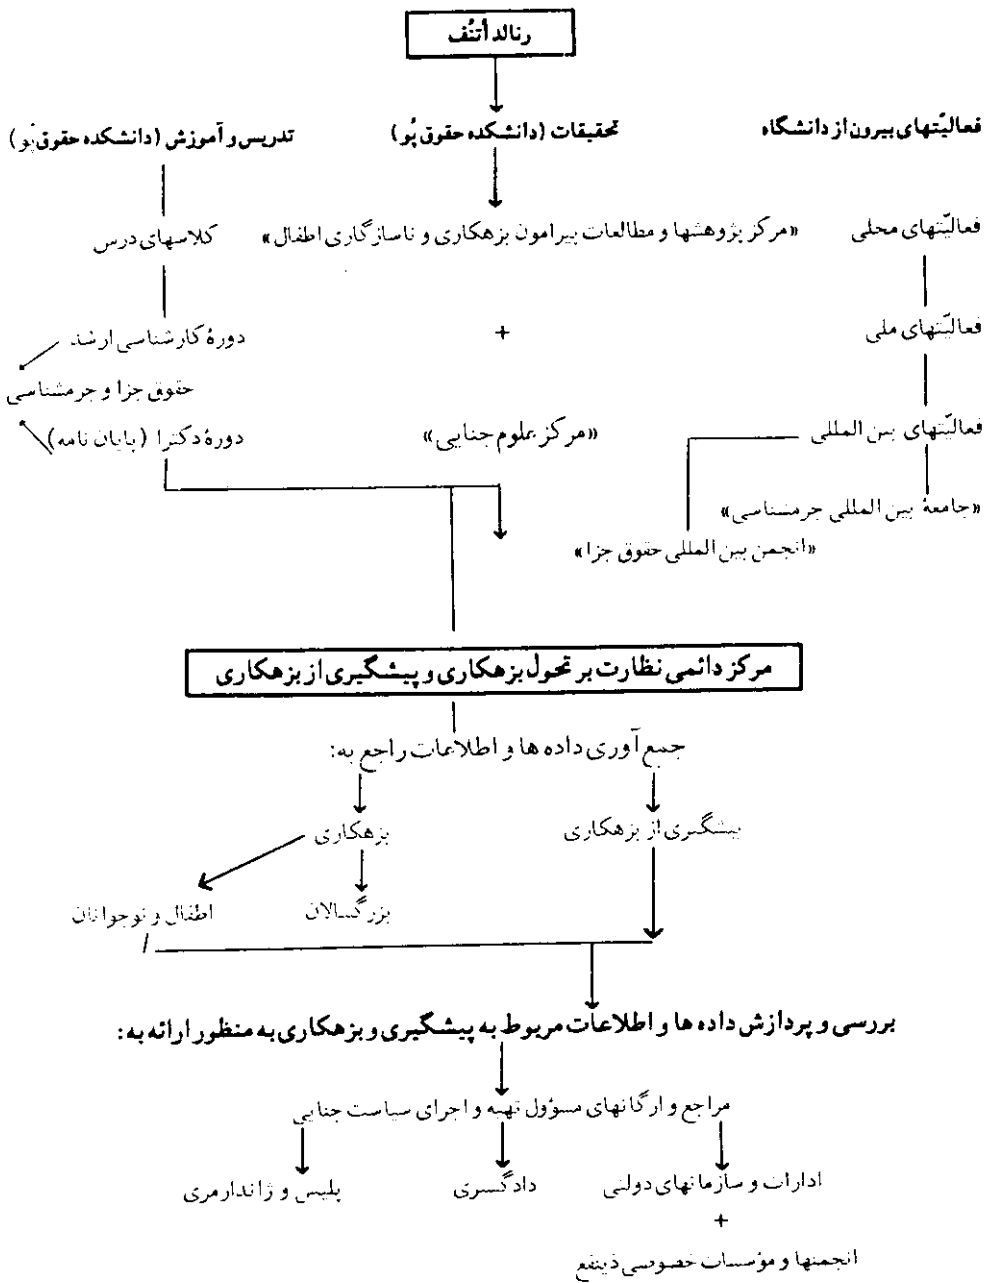 رنالد أتنُف
فعالیّتهای بیرون از دانشگاه
تحقیقات (دانشکده حقوق پُو)
تدریس و آموزش (دانشکده حقوق پُو)
فعالیّتهای محلی
«مرکز پژوهشها و مطالعات پیرامون بزهکاری و ناسازگاری اطفال»
کلاسهای درس
فعالیّتهای ملی
+
دورهٔ کارشناسی ارشد
حقوق جزا و جرمشناسی
فعالیّتهای بین المللی
«مرکز علوم جنایی»
دورهٔ دکترا (پایان نامه)
«جامعهٔ بین المللی جرمشناسی»
«انجمن بین المللی حقوق جزا»
مرکز دائمی نظارت بر تحول بزهکاری و پیشگیری از بزهکاری
جمع آوری داده ها و اطلاعات راجع به:
پیشگیری از بزهکاری
بزهکاری
بزرگسالان
اطفال و نوجوانان
بررسی و پردازش داده ها و اطلاعات مربوط به پیشگیری و بزهکاری به منظور ارائه به:
مراجع و ارگانهای مسؤول تهیه و اجرای سیاست جنایی
ادارات و سازمانهای دولتی
دادگستری
پلیس و ژاندارمری
+
انجمنها و مؤسسات خصوصی ذینفع